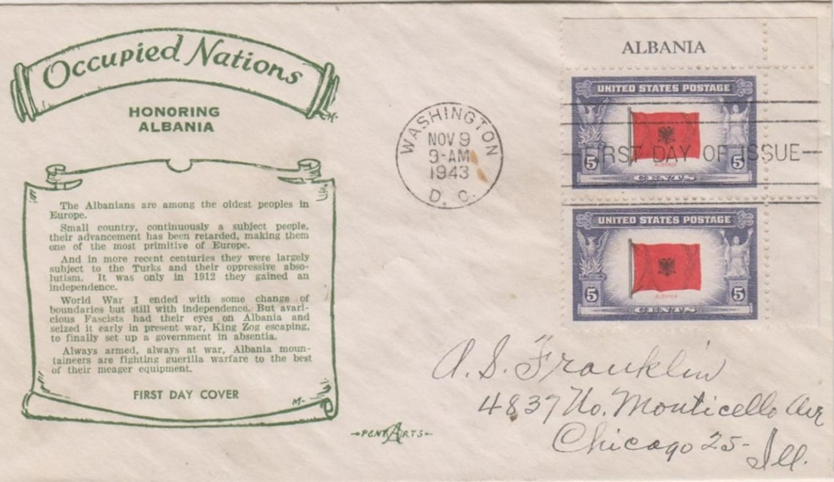 Occupied Nations
HONORING
ALBANIA
The Albanians are among the oldest peoples in
Europe.
Small country, continuously a subject people,
their advancement has been retarded, making them
one of the most primitive of Europe.
And in more recent centuries they were largely
subject to the Turks and their oppressive abso-
lutism. It was only in 1912 they gained an
independence.
World War I ended with some change of
boundaries but still with independence. But avari-
cious Fascists had their eyes on Albania and
seized it early in present war, King Zog escaping,
to finally set up a government in absentia.
Always armed, always at war, Albania moun-
taineers are fighting guerilla warfare to the best
of their meager equipment.
FIRST DAY COVER
M-
PENT ARTS
WASHINGTON
NOV 9
9-AM
1943
D. C.
ALBANIA
UNITED STATES POSTAGE
FIRST DAY OF ISSUE
5 5
CENTS
UNITED STATES POSTAGE
ALBANIA
5 5
CENTS
A. S. Franklin
4837 No. Monticello Ave
Chicago 25-
Ill.